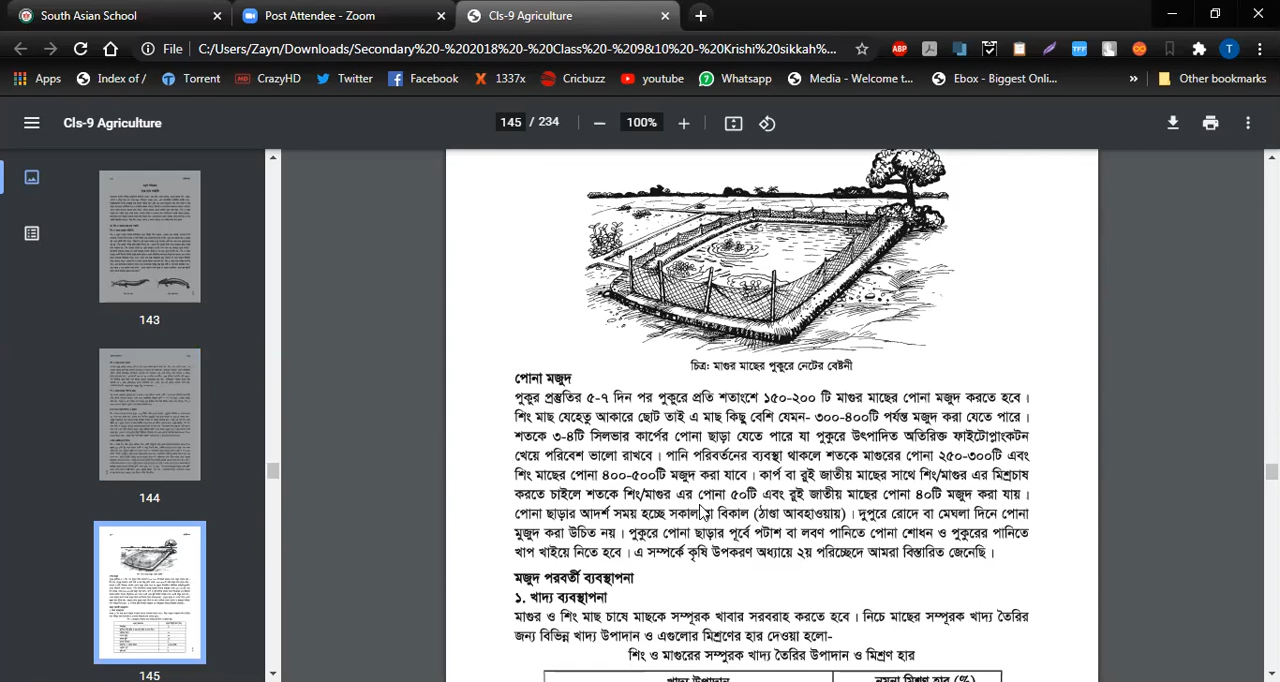 South Asian School
Post Attendee - Zoom
Cls-9 Agriculture
File
C:/Users/Zayn/Downloads/Secondary%20-%202018%20-%20Class%20-%209&10%20-%20Krishi%20sikkah%...
ABP
TFF
T
Apps
Index of /
Torrent
MD CrazyHD
Twitter
Facebook
X 1337x
Cricbuzz
youtube
Whatsapp
Media - Welcome t...
Ebox - Biggest Onli...
»
Other bookmarks
Cls-9 Agriculture
145 / 234
100%
143
144
145
চিত্র: মাগুর মাছের পুকুরে নেটের বেষ্টনী
পোনা মজুদ
পুকুর প্রস্তুতির ৫-৭ দিন পর পুকুরে প্রতি শতাংশে ১৫০-২০০ টি মাগুর মাছের পোনা মজুদ করতে হবে।
শিং মাছ আকারে মাগুরের ছোট তাই এ মাছ কিছু বেশি যেমন- ৩০০-৪০০টি পর্যন্ত মজুদ করা যেতে পারে।
শতকে ৩-৪টি সিলভার কার্পের পোনা ছাড়া যেতে পারে যা পুকুরে উৎপাদিত অতিরিক্ত ফাইটোপ্লাংকটন
খেয়ে পরিবেশ ভালো রাখবে। পানি পরিবর্তনের ব্যবস্থা থাকলে শতকে মাগুরের পোনা ২৫০-৩০০টি এবং
শিং মাছের পোনা ৪০০-৫০০টি মজুদ করা যাবে। কার্প বা রুই জাতীয় মাছের সাথে শিং/মাগুর এর মিশ্রচাষ
করতে চাইলে শতকে শিং/মাগুর এর পোনা ৫০টি এবং রুই জাতীয় মাছের পোনা ৪০টি মজুদ করা যায়।
পোনা ছাড়ার আদর্শ সময় হচ্ছে সকাল বা বিকাল (ঠাণ্ডা আবহাওয়ায়)। দুপুরে রোদে বা মেঘলা দিনে পোনা
মজুদ করা উচিত নয়। পুকুরে পোনা ছাড়ার পূর্বে পটাশ বা লবণ পানিতে পোনা শোধন ও পুকুরের পানিতে
খাপ খাইয়ে নিতে হবে। এ সম্পর্কে কৃষি উপকরণ অধ্যায়ে ২য় পরিচ্ছেদে আমরা বিস্তারিত জেনেছি।
মজুদ পরবর্তী ব্যবস্থাপনা
১. খাদ্য ব্যবস্থাপনা
মাগুর ও শিং মাছ চাষে মাছকে সম্পূরক খাবার সরবরাহ করতে হবে। নিচে মাছের সম্পূরক খাদ্য তৈরির
জন্য বিভিন্ন খাদ্য উপাদান ও এগুলোর মিশ্রণের হার দেওয়া হলো-
শিং ও মাগুরের সম্পুরক খাদ্য তৈরির উপাদান ও মিশ্রণ হার
খাদ্য উপাদান
নমুনা মিশ্রণ হার (%)